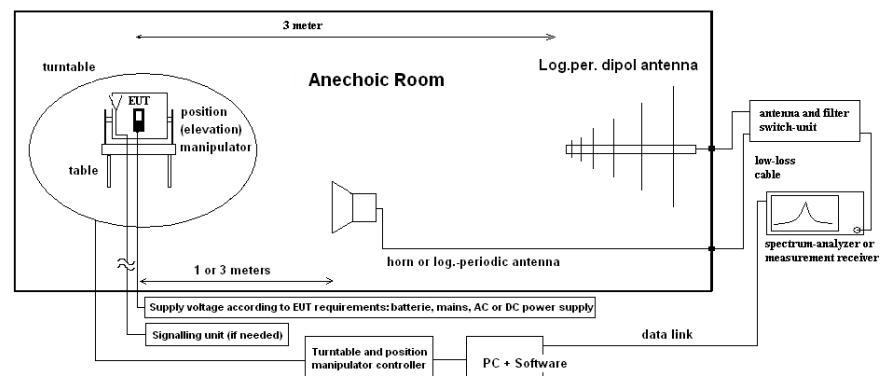 3 meter
turntable
Anechoic Room
Log.per. dipol antenna
EUT
position
(elevation)
manipulator
table
antenna and filter
switch-unit
low-loss
cable
spectrum-analyzer or
measurement receiver
horn or log.-periodic antenna
1 or 3 meters
Supply voltage according to EUT requirements: batterie, mains, AC or DC power supply
Signalling unit (if needed)
data link
Turntable and position
manipulator controller
PC + Software